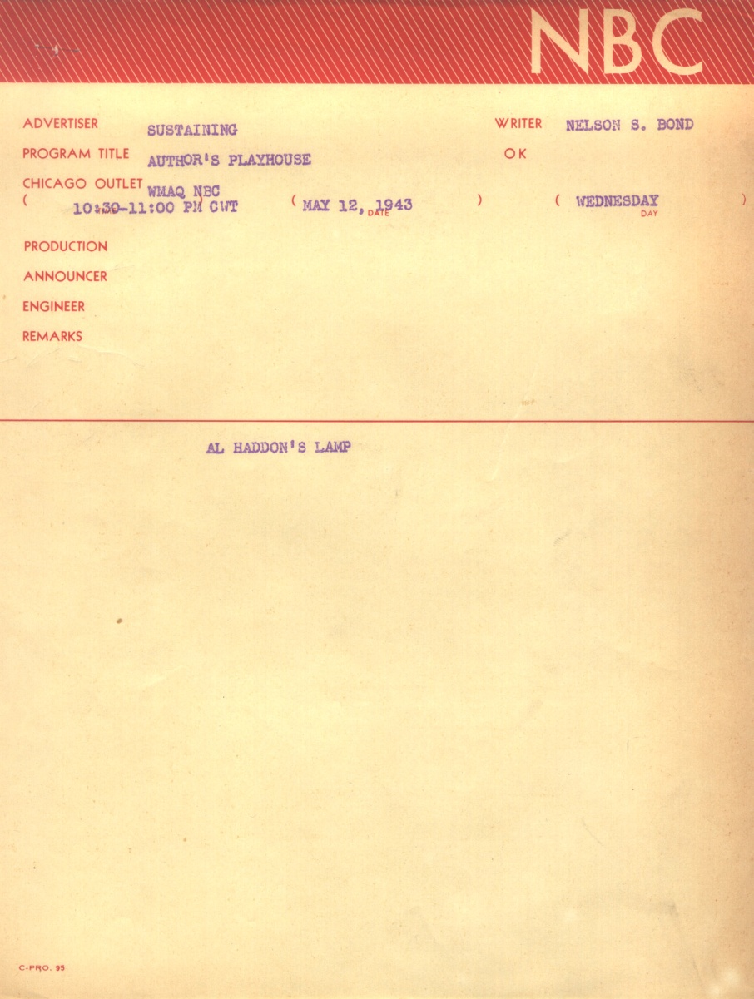 NBC
ADVERTISER SUSTAINING WRITER NELSON S. BOND
PROGRAM TITLE AUTHOR'S PLAYHOUSE OK
CHICAGO OUTLET WMAQ NBC
( 10:30-11:00 PM CWT ) ( MAY 12, 1943 ) ( WEDNESDAY )
TIME DATE DAY
PRODUCTION
ANNOUNCER
ENGINEER
REMARKS
AL HADDON'S LAMP
C-PRO. 95